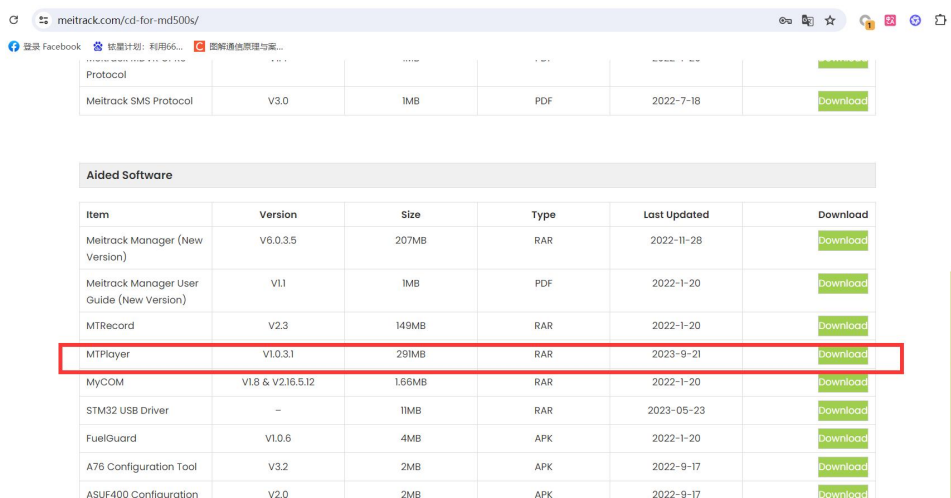 meitrack.com/cd-for-md500s/
登录 Facebook 铱星计划：利用66... 图解通信原理与案...
Protocol
Meitrack SMS Protocol V3.0 1MB PDF 2022-7-18 Download
Aided Software
Item Version Size Type Last Updated Download
Meitrack Manager (New V6.0.3.5 207MB RAR 2022-11-28 Download
Version)
Meitrack Manager User V1.1 1MB PDF 2022-1-20 Download
Guide (New Version)
MTRecord V2.3 149MB RAR 2022-1-20 Download
MTPlayer V1.0.3.1 291MB RAR 2023-9-21 Download
MyCOM V1.8 & V2.16.5.12 1.66MB RAR 2022-1-20 Download
STM32 USB Driver – 11MB RAR 2023-05-23 Download
FuelGuard V1.0.6 4MB APK 2022-1-20 Download
A76 Configuration Tool V3.2 2MB APK 2022-9-17 Download
ASUF400 Configuration V2.0 2MB APK 2022-9-17 Download